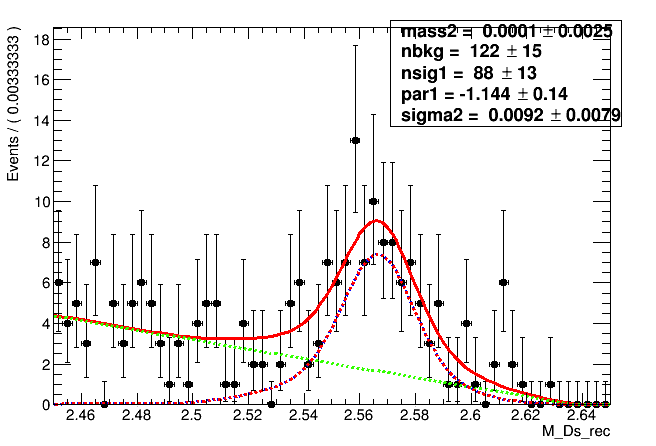 Events / ( 0.00333333 )
mass2 = 0.0001 ± 0.0025
nbkg = 122 ± 15
nsig1 = 88 ± 13
par1 = -1.144 ± 0.14
sigma2 = 0.0092 ± 0.0079
18
16
14
12
10
8
6
4
2
0
2.46 2.48 2.5 2.52 2.54 2.56 2.58 2.6 2.62 2.64
M_Ds_rec